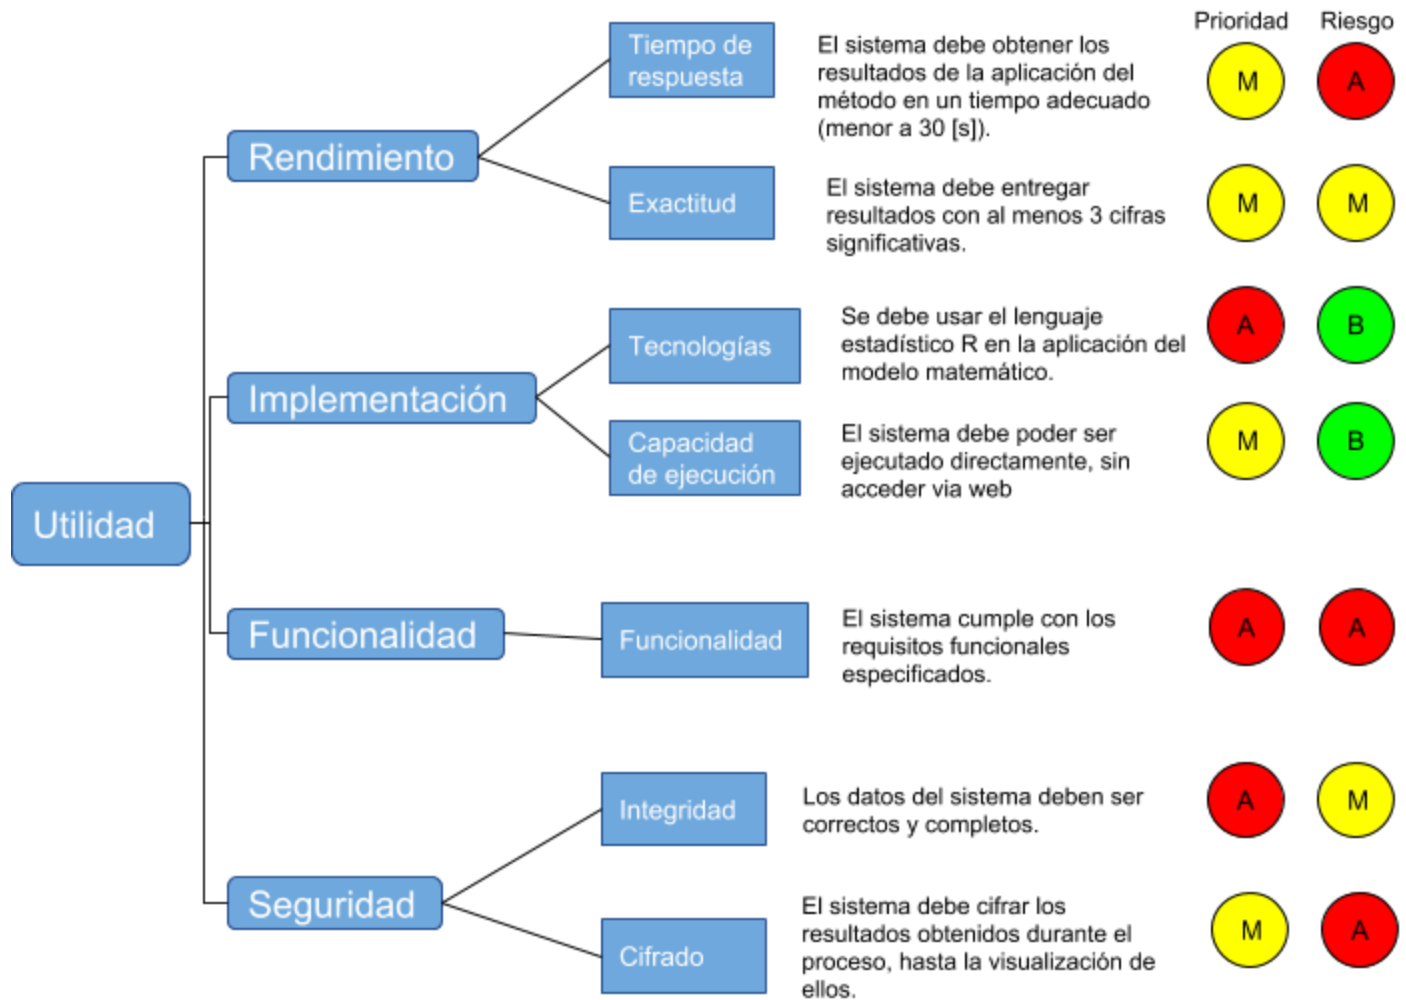 Prioridad Riesgo
Tiempo de
respuesta
El sistema debe obtener los
resultados de la aplicación del
método en un tiempo adecuado
(menor a 30 [s]).
M A
Rendimiento
Exactitud
El sistema debe entregar
resultados con al menos 3 cifras
significativas.
M M
Tecnologías
Se debe usar el lenguaje
estadístico R en la aplicación del
modelo matemático.
A B
Implementación
Capacidad
de ejecución
El sistema debe poder ser
ejecutado directamente, sin
acceder via web
M B
Utilidad
Funcionalidad
Funcionalidad
El sistema cumple con los
requisitos funcionales
especificados.
A A
Integridad
Los datos del sistema deben ser
correctos y completos.
A M
Seguridad
Cifrado
El sistema debe cifrar los
resultados obtenidos durante el
proceso, hasta la visualización de
ellos.
M A